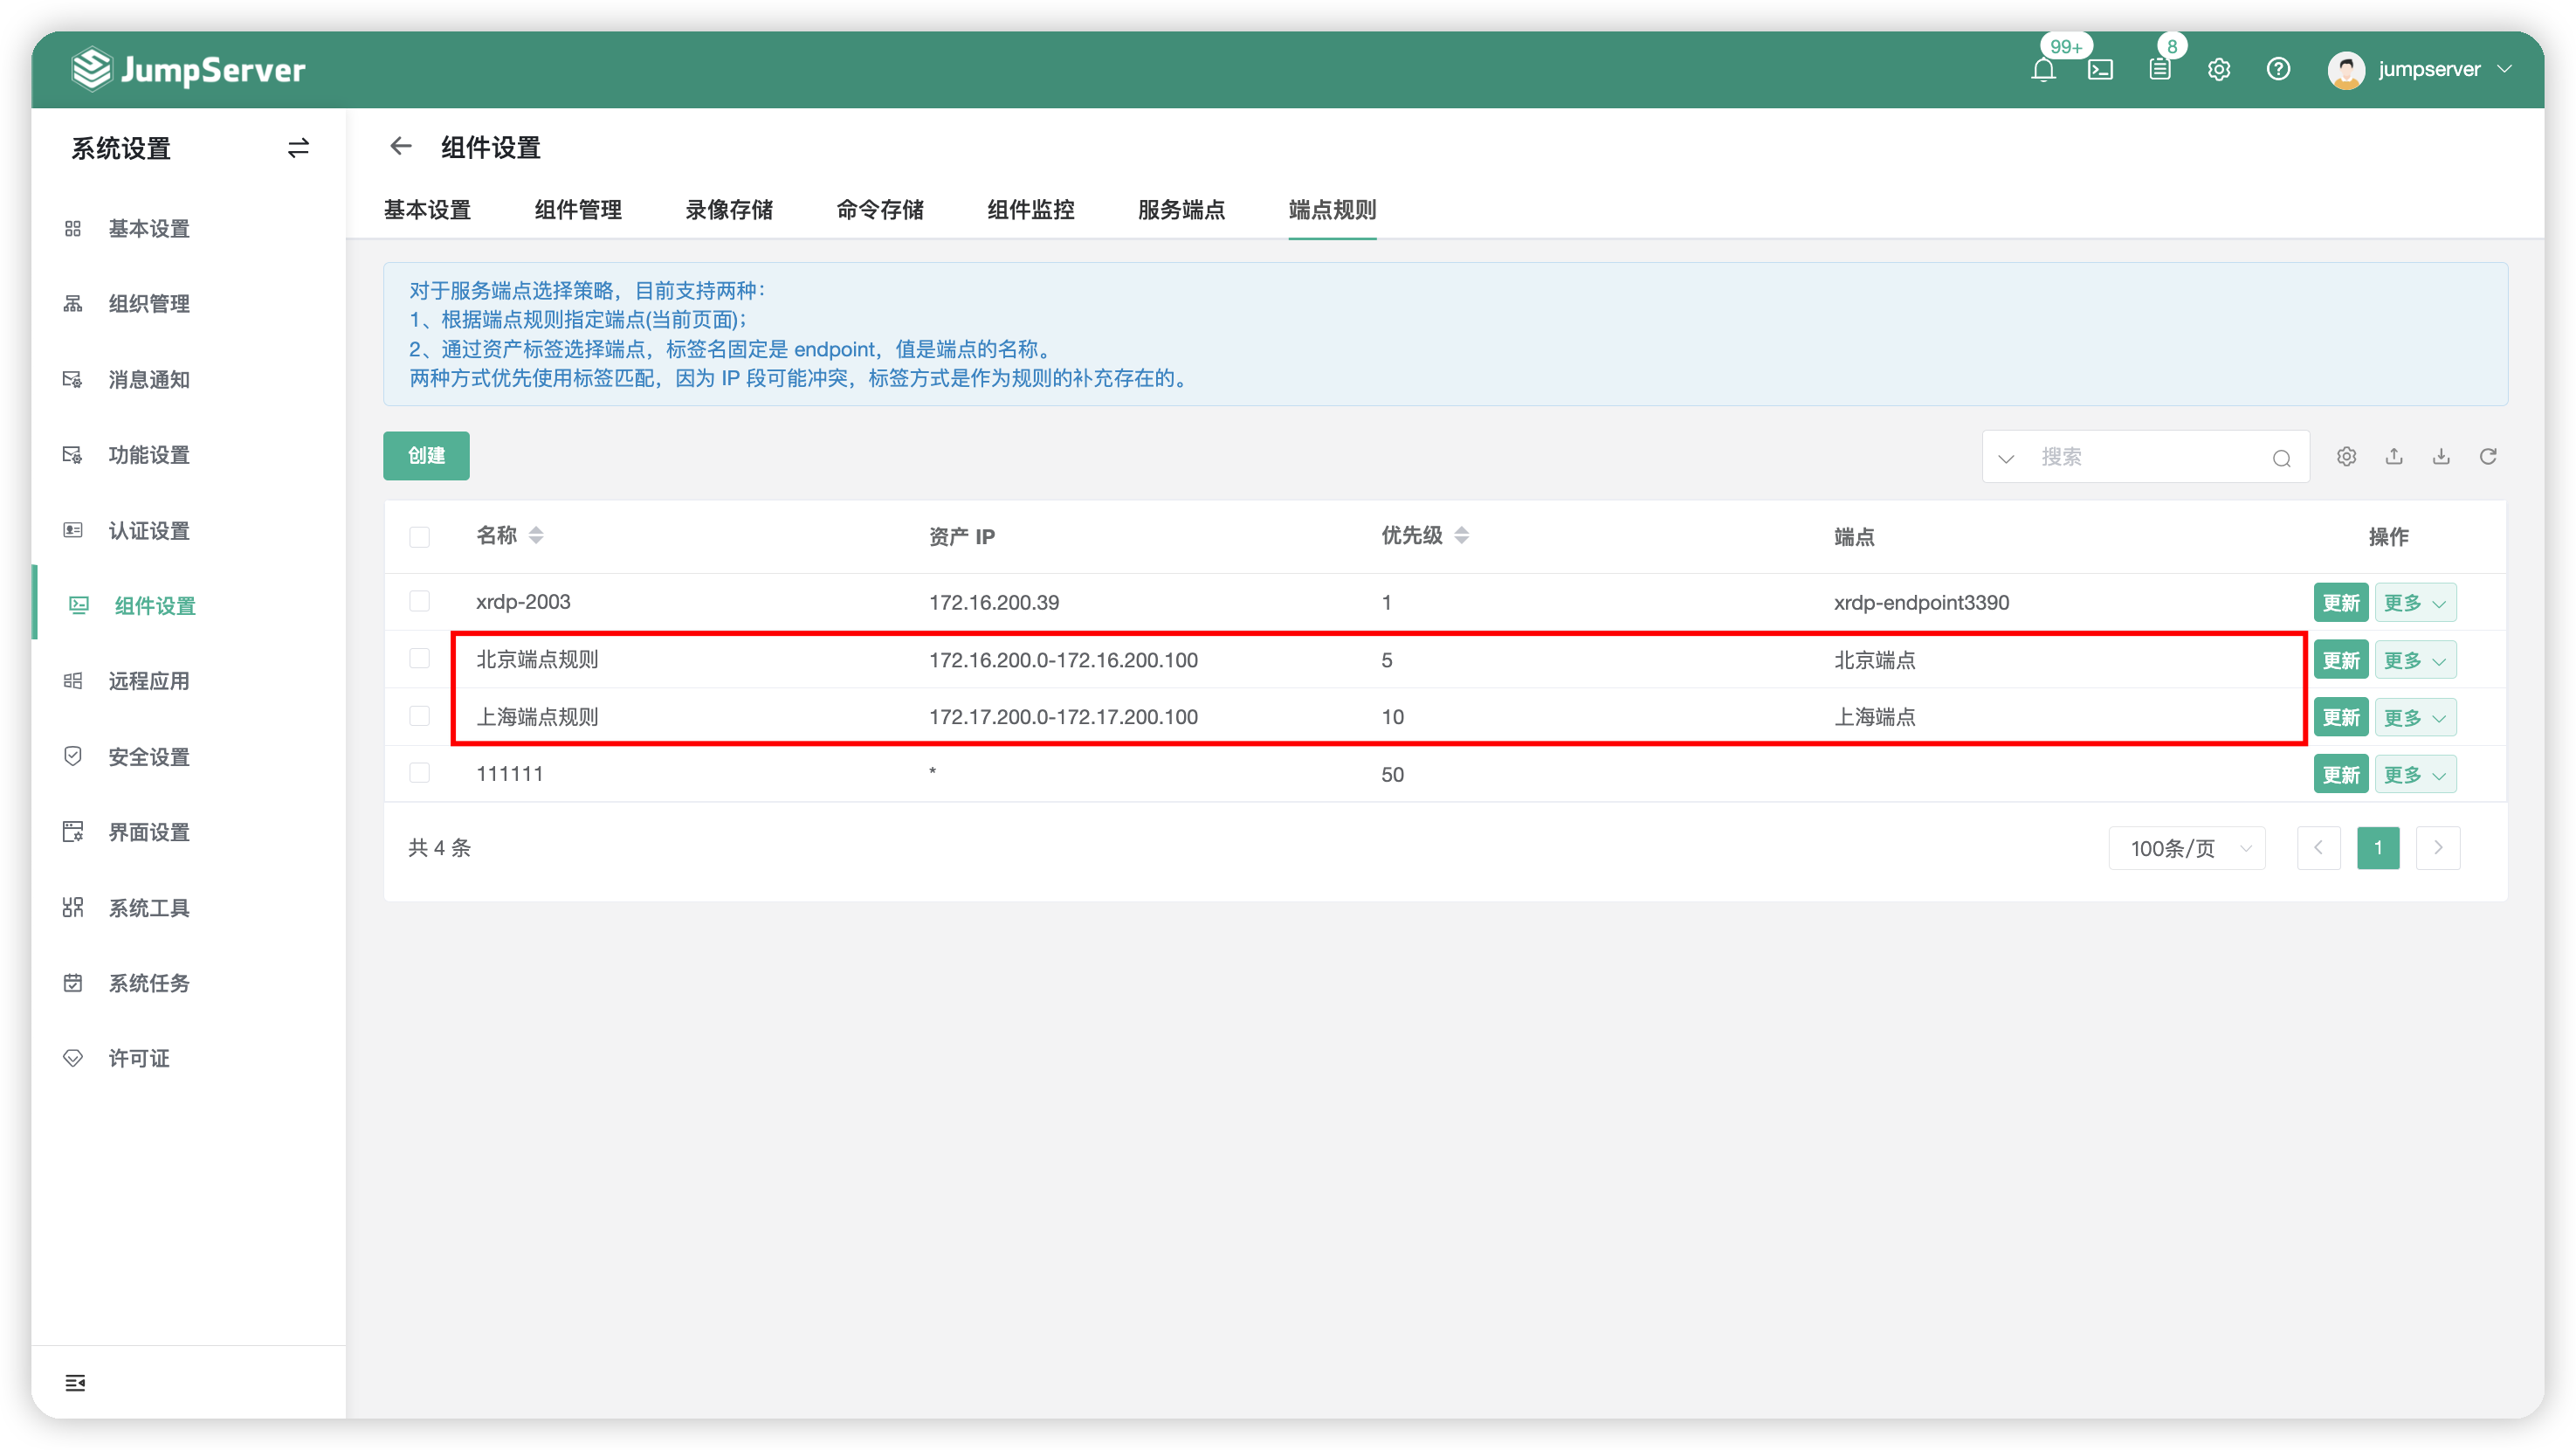 JumpServer
99+
8
jumpserver
系统设置
基本设置
组织管理
消息通知
功能设置
认证设置
组件设置
远程应用
安全设置
界面设置
系统工具
系统任务
许可证
组件设置
基本设置 组件管理 录像存储 命令存储 组件监控 服务端点 端点规则
对于服务端点选择策略，目前支持两种：
1、根据端点规则指定端点(当前页面)；
2、通过资产标签选择端点，标签名固定是 endpoint，值是端点的名称。
两种方式优先使用标签匹配，因为 IP 段可能冲突，标签方式是作为规则的补充存在的。
创建
搜索
名称 资产 IP 优先级 端点 操作
xrdp-2003 172.16.200.39 1 xrdp-endpoint3390 更新 更多
北京端点规则 172.16.200.0-172.16.200.100 5 北京端点 更新 更多
上海端点规则 172.17.200.0-172.17.200.100 10 上海端点 更新 更多
111111 * 50 更新 更多
共 4 条
100条/页
1